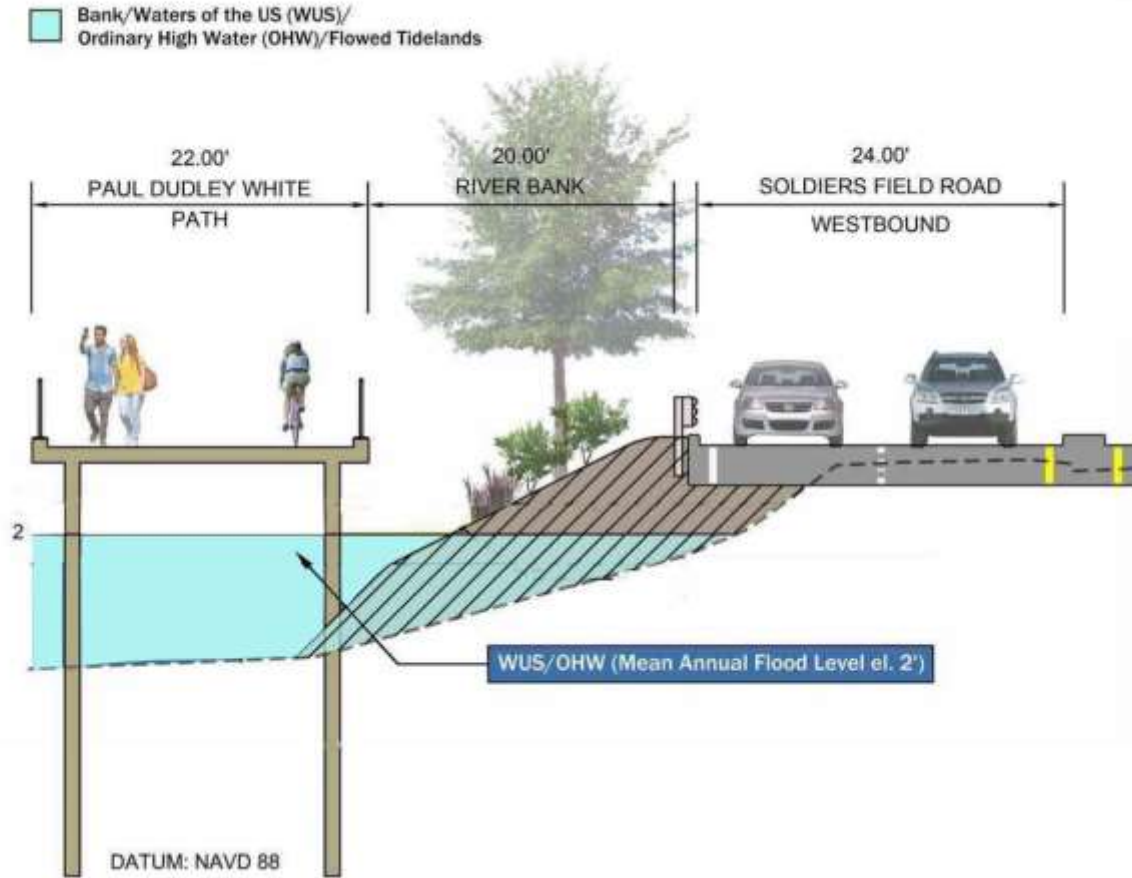 Bank/Waters of the US (WUS)/
Ordinary High Water (OHW)/Flowed Tidelands
22.00'
PAUL DUDLEY WHITE
PATH
20.00'
RIVER BANK
24.00'
SOLDIERS FIELD ROAD
WESTBOUND
2
WUS/OHW (Mean Annual Flood Level el. 2')
DATUM: NAVD 88